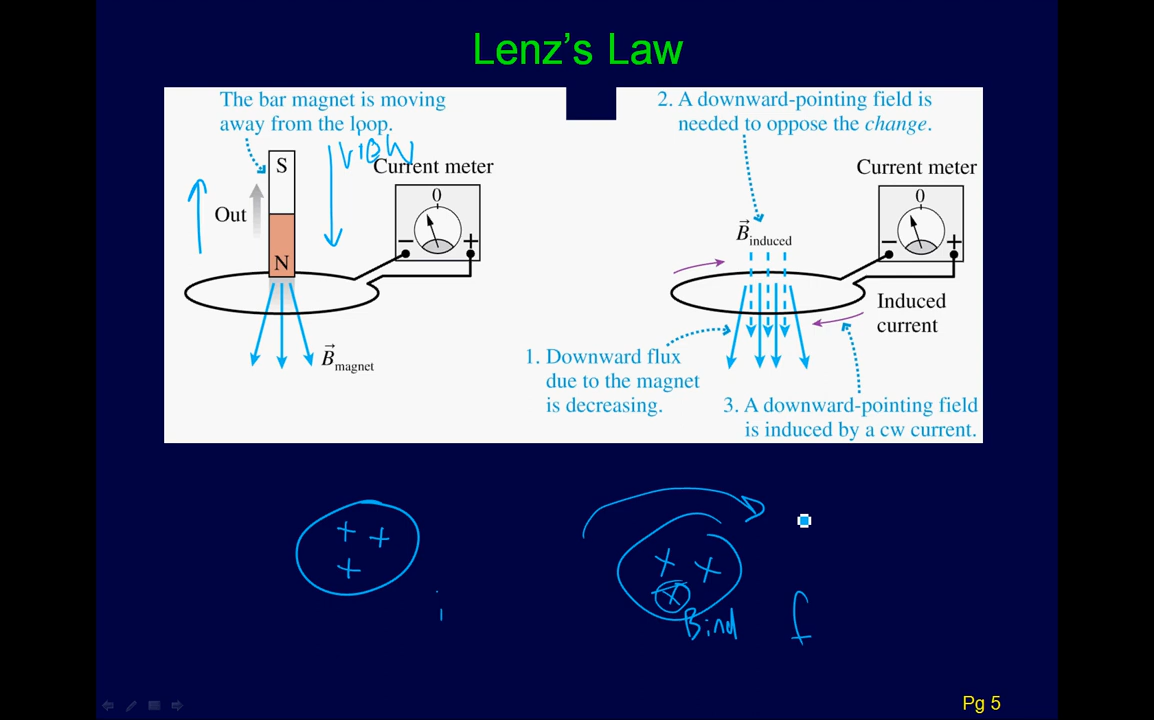 Lenz's Law
The bar magnet is moving
away from the loop.
view
S
Out
N
Current meter
0
− +
B⃗magnet
2. A downward-pointing field is
needed to oppose the change.
Current meter
0
− +
B⃗induced
Induced
current
1. Downward flux
due to the magnet
is decreasing.
3. A downward-pointing field
is induced by a cw current.
+ +
+
x x
x
Bind
Pg 5